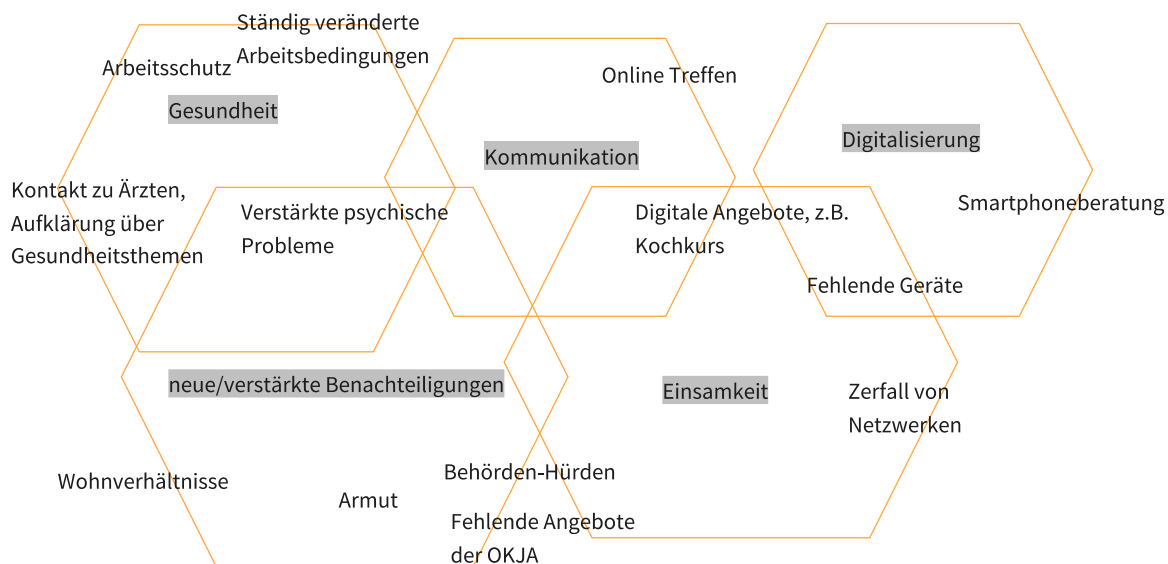 Ständig veränderte
Arbeitsbedingungen
Arbeitsschutz
Gesundheit
Kontakt zu Ärzten,
Aufklärung über
Gesundheitsthemen
Verstärkte psychische
Probleme
Online Treffen
Kommunikation
Digitale Angebote, z.B.
Kochkurs
Digitalisierung
Smartphoneberatung
Fehlende Geräte
neue/verstärkte Benachteiligungen
Wohnverhältnisse
Armut
Behörden-Hürden
Fehlende Angebote
der OKJA
Einsamkeit
Zerfall von
Netzwerken